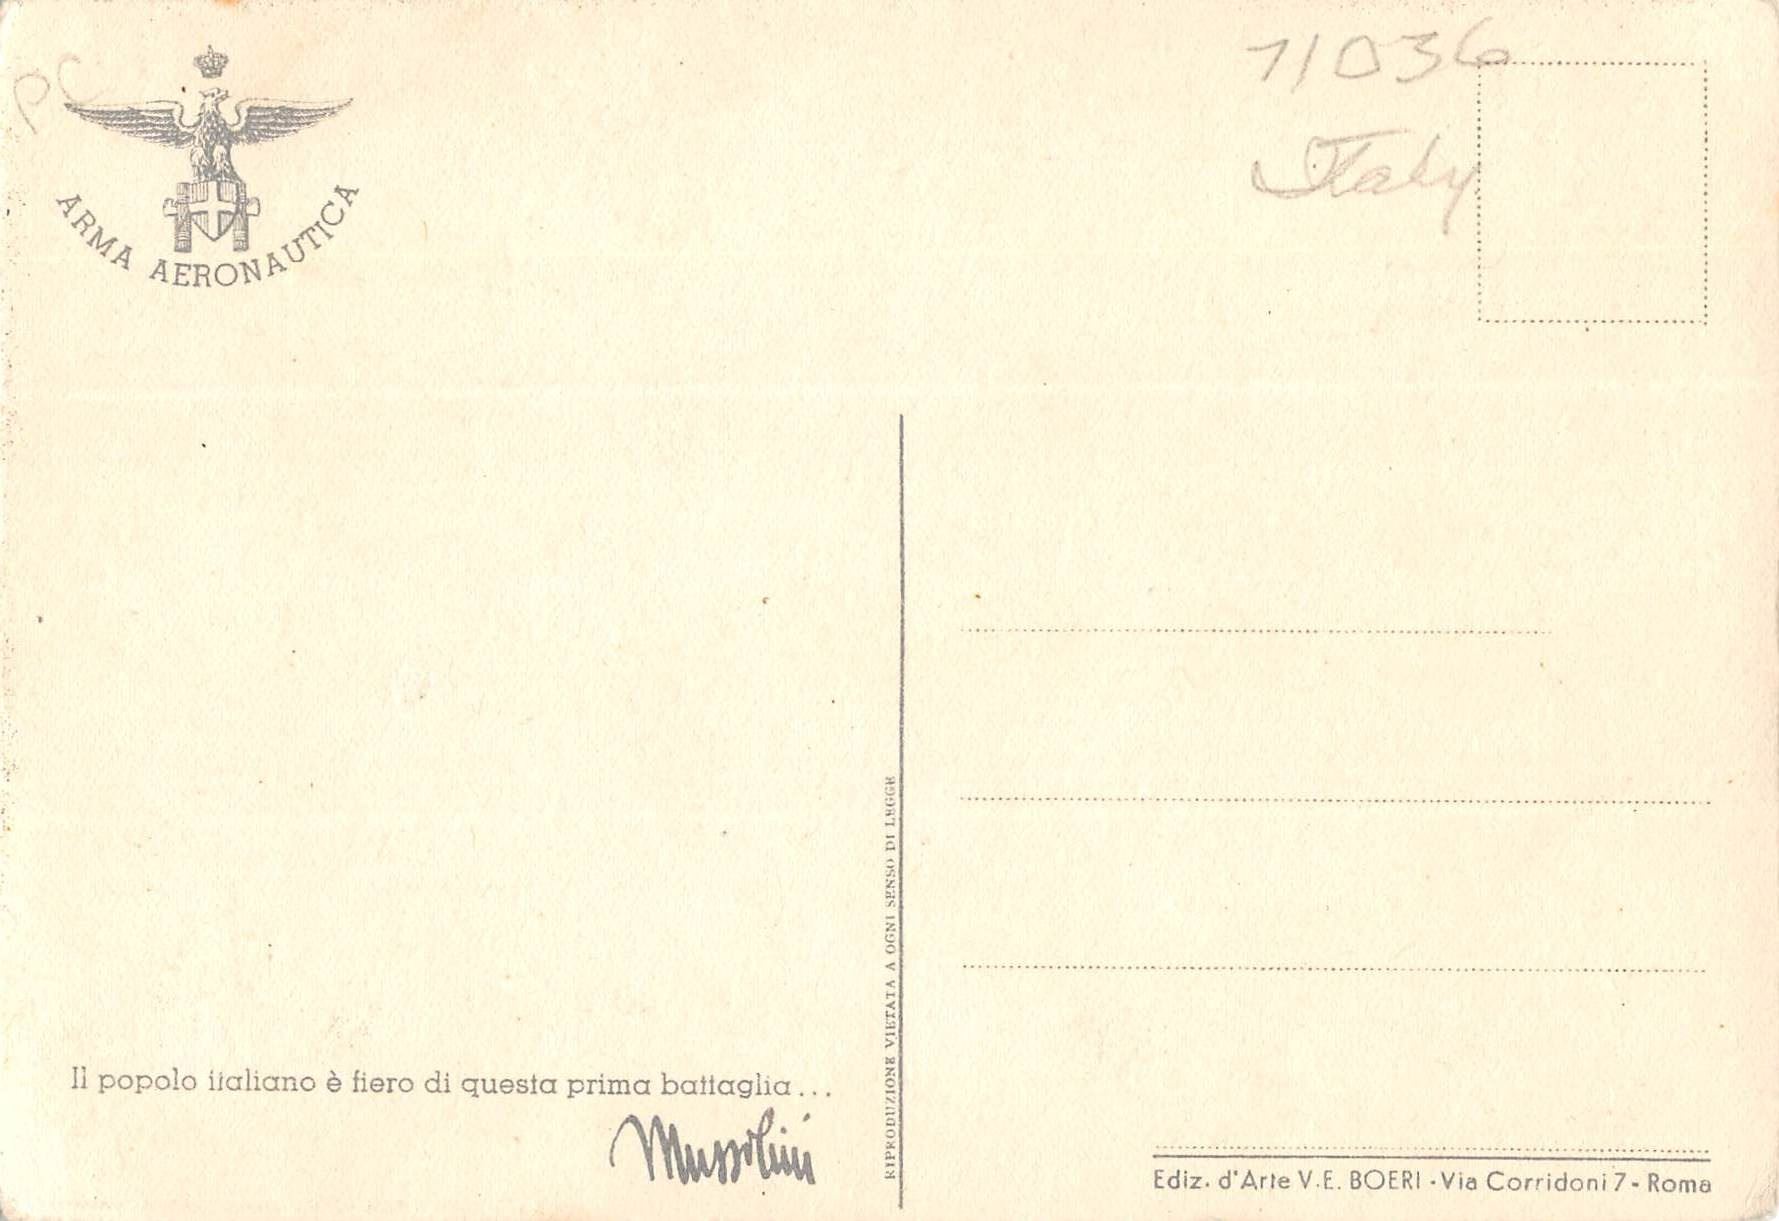 PC
71036
Italy
ARMA AERONAUTICA
RIPRODUZIONE VIETATA A OGNI SENSO DI LEGGE
Il popolo italiano è fiero di questa prima battaglia...
Mussolini
Ediz. d'Arte V. E. BOERI - Via Corridoni 7 - Roma